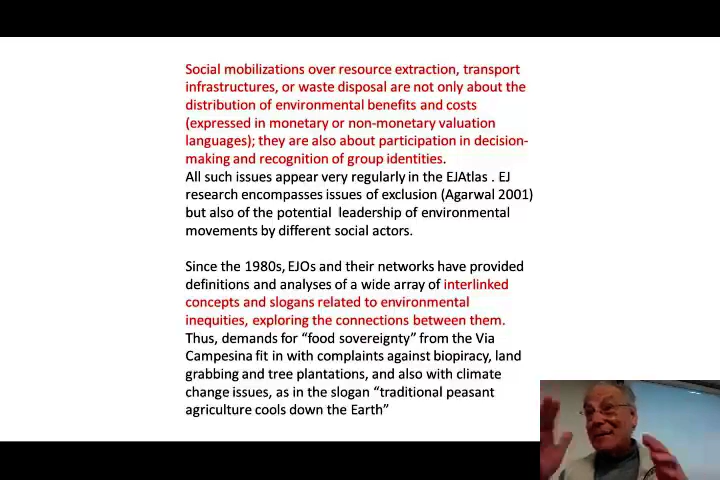 Social mobilizations over resource extraction, transport
infrastructures, or waste disposal are not only about the
distribution of environmental benefits and costs
(expressed in monetary or non-monetary valuation
languages); they are also about participation in decision-
making and recognition of group identities.
All such issues appear very regularly in the EJAtlas . EJ
research encompasses issues of exclusion (Agarwal 2001)
but also of the potential leadership of environmental
movements by different social actors.
Since the 1980s, EJOs and their networks have provided
definitions and analyses of a wide array of interlinked
concepts and slogans related to environmental
inequities, exploring the connections between them.
Thus, demands for “food sovereignty” from the Via
Campesina fit in with complaints against biopiracy, land
grabbing and tree plantations, and also with climate
change issues, as in the slogan “traditional peasant
agriculture cools down the Earth”